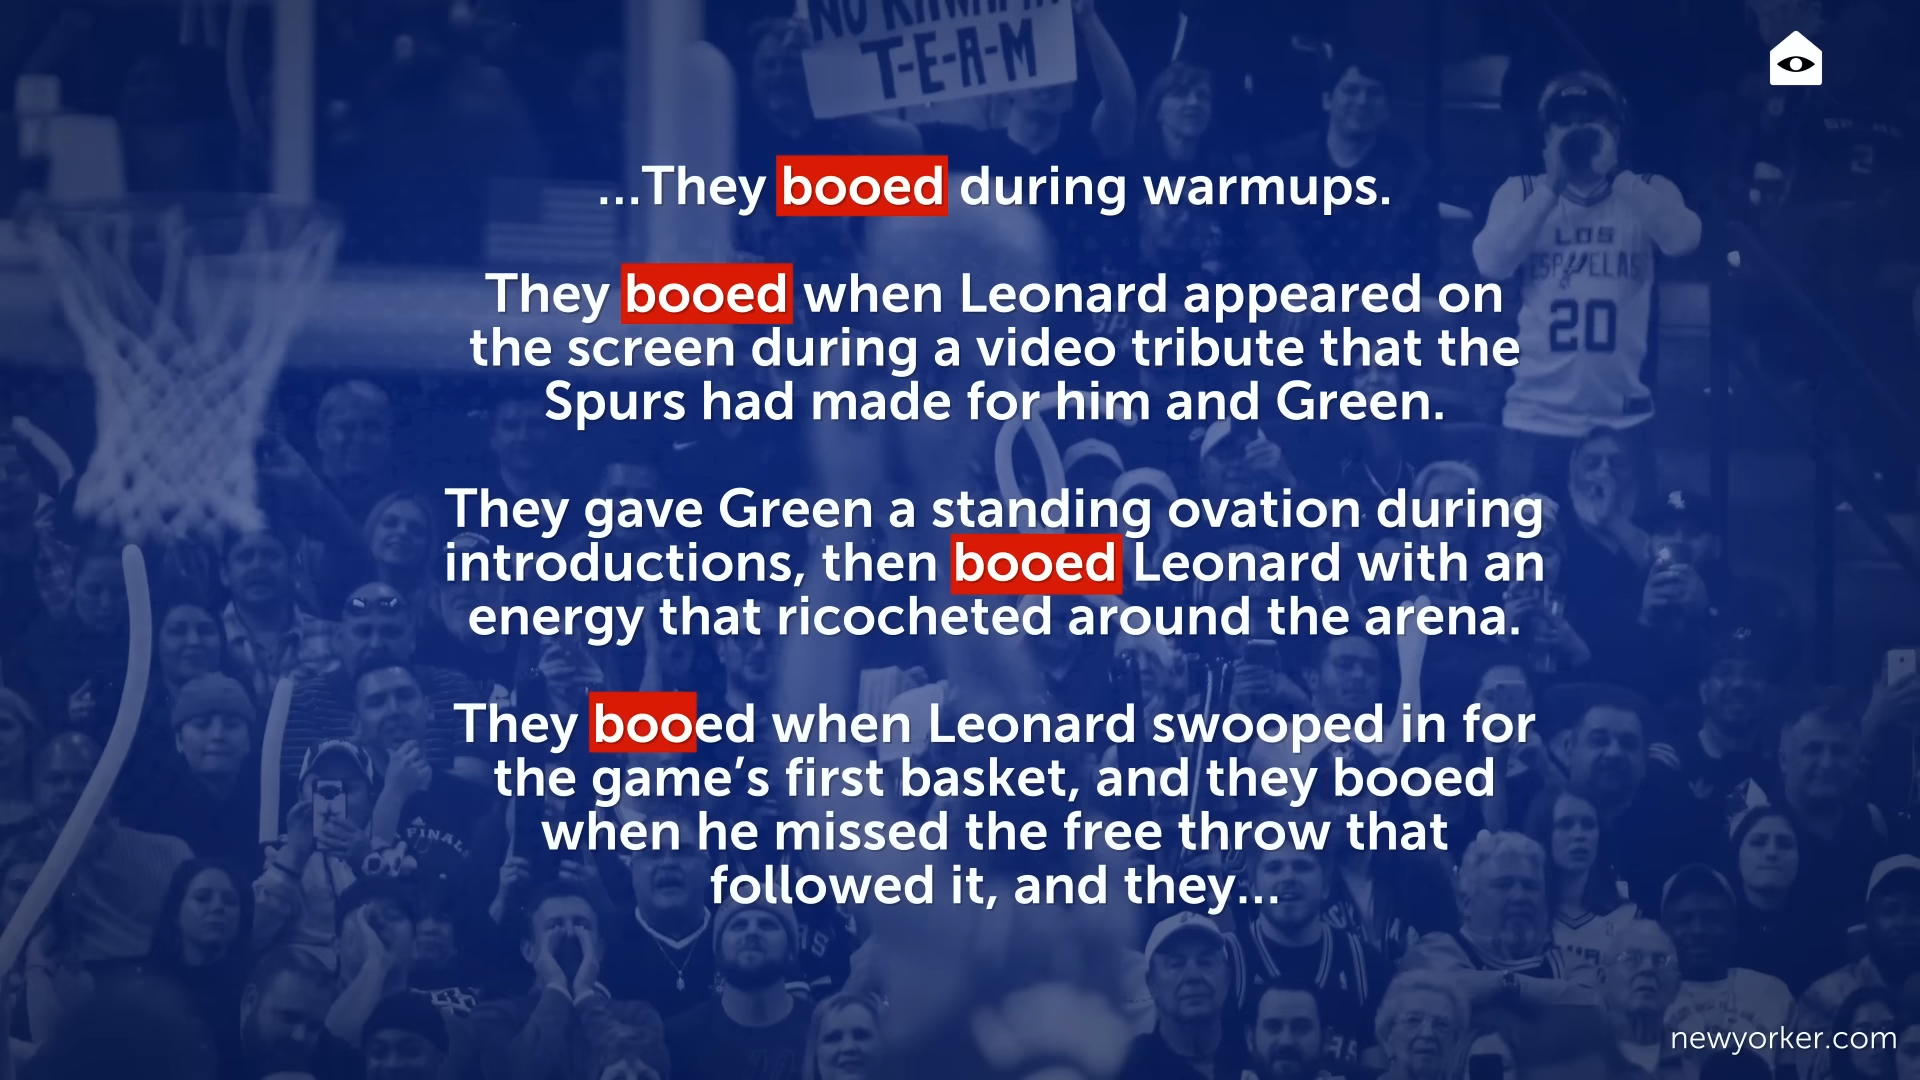 T-E-A-M
...They booed during warmups.
They booed when Leonard appeared on
the screen during a video tribute that the
Spurs had made for him and Green.
They gave Green a standing ovation during
introductions, then booed Leonard with an
energy that ricocheted around the arena.
They booed when Leonard swooped in for
the game’s first basket, and they booed
when he missed the free throw that
followed it, and they...
LOS
ESPUELAS
20
FINALS
newyorker.com